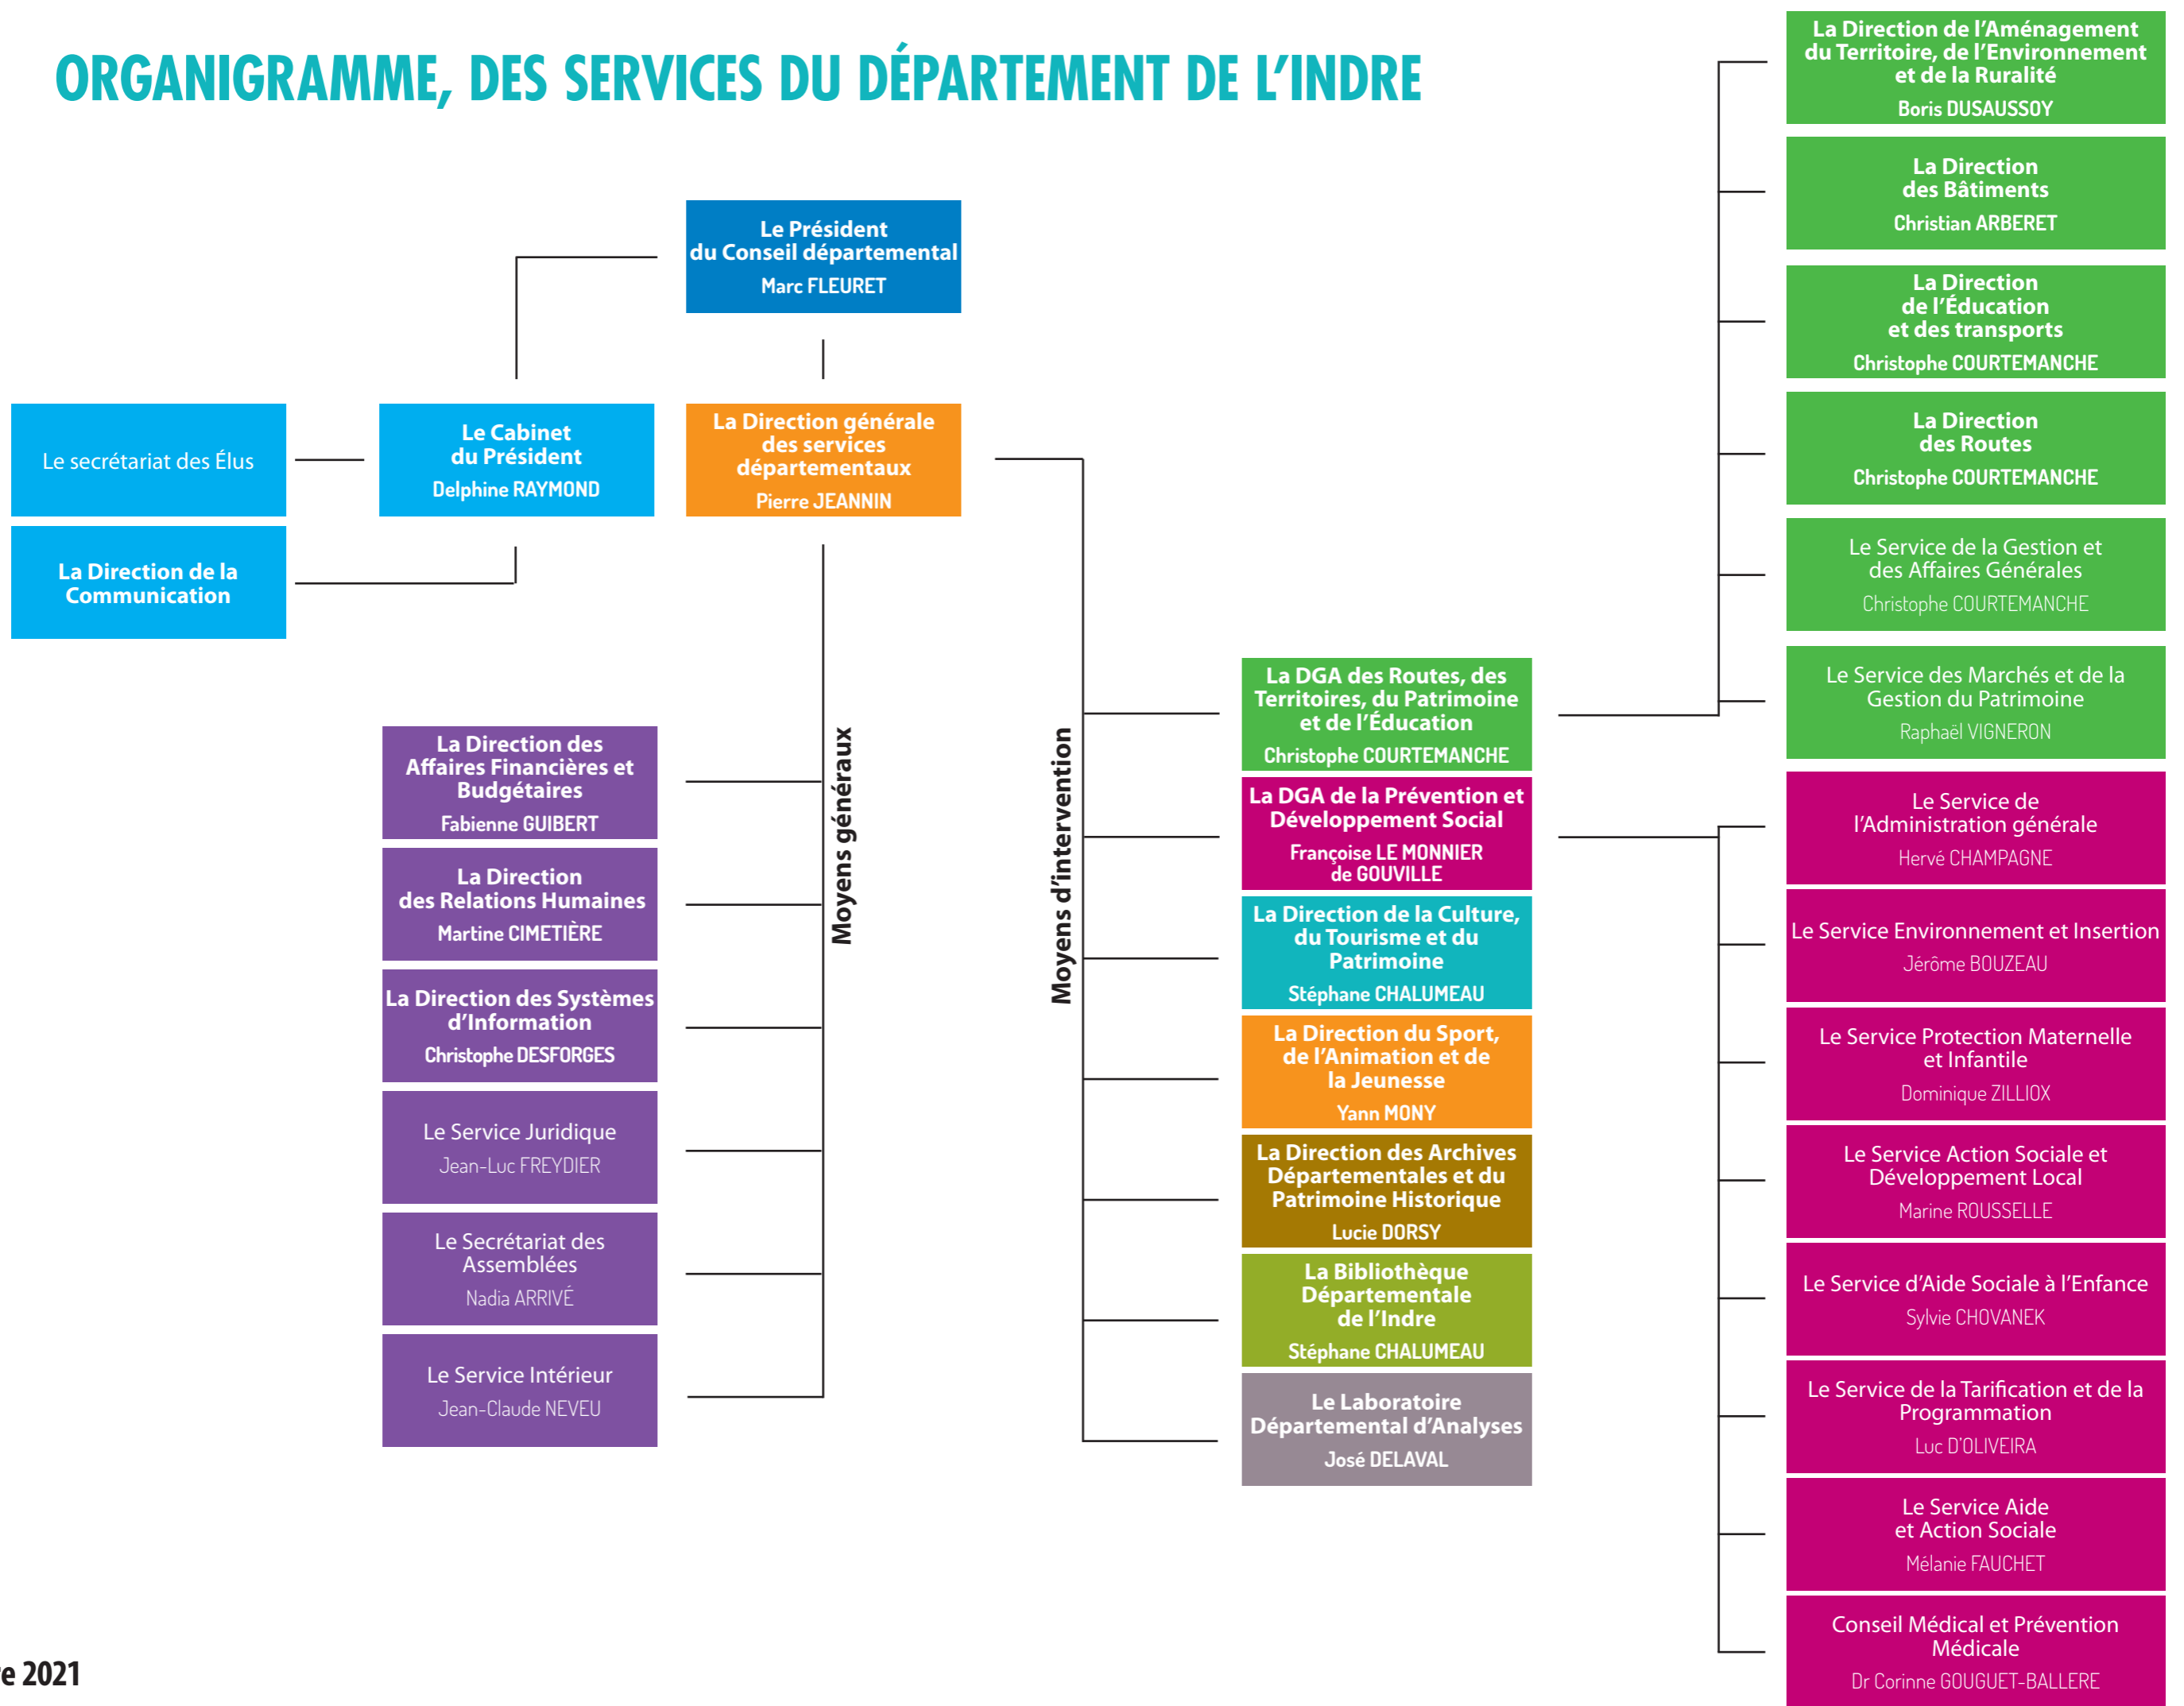 ORGANIGRAMME, DES SERVICES DU DÉPARTEMENT DE L'INDRE
Le Président
du Conseil départemental
Marc FLEURET
Le secrétariat des Élus
Le Cabinet
du Président
Delphine RAYMOND
La Direction générale
des services
départementaux
Pierre JEANNIN
La Direction de la
Communication
Moyens généraux
La Direction des
Affaires Financières et
Budgétaires
Fabienne GUIBERT
La Direction
des Relations Humaines
Martine CIMETIÈRE
La Direction des Systèmes
d'Information
Christophe DESFORGES
Le Service Juridique
Jean-Luc FREYDIER
Le Secrétariat des
Assemblées
Nadia ARRIVÉ
Le Service Intérieur
Jean-Claude NEVEU
Moyens d'intervention
La DGA des Routes, des
Territoires, du Patrimoine
et de l'Éducation
Christophe COURTEMANCHE
La DGA de la Prévention et
Développement Social
Françoise LE MONNIER
de GOUVILLE
La Direction de la Culture,
du Tourisme et du
Patrimoine
Stéphane CHALUMEAU
La Direction du Sport,
de l'Animation et de
la Jeunesse
Yann MONY
La Direction des Archives
Départementales et du
Patrimoine Historique
Lucie DORSY
La Bibliothèque
Départementale
de l'Indre
Stéphane CHALUMEAU
Le Laboratoire
Départemental d'Analyses
José DELAVAL
La Direction de l'Aménagement
du Territoire, de l'Environnement
et de la Ruralité
Boris DUSAUSSOY
La Direction
des Bâtiments
Christian ARBERET
La Direction
de l'Éducation
et des transports
Christophe COURTEMANCHE
La Direction
des Routes
Christophe COURTEMANCHE
Le Service de la Gestion et
des Affaires Générales
Christophe COURTEMANCHE
Le Service des Marchés et de la
Gestion du Patrimoine
Raphaël VIGNERON
Le Service de
l'Administration générale
Hervé CHAMPAGNE
Le Service Environnement et Insertion
Jérôme BOUZEAU
Le Service Protection Maternelle
et Infantile
Dominique ZILLIOX
Le Service Action Sociale et
Développement Local
Marine ROUSSELLE
Le Service d'Aide Sociale à l'Enfance
Sylvie CHOVANEK
Le Service de la Tarification et de la
Programmation
Luc D'OLIVEIRA
Le Service Aide
et Action Sociale
Mélanie FAUCHET
Conseil Médical et Prévention
Médicale
Dr Corinne GOUGUET-BALLERE
e 2021